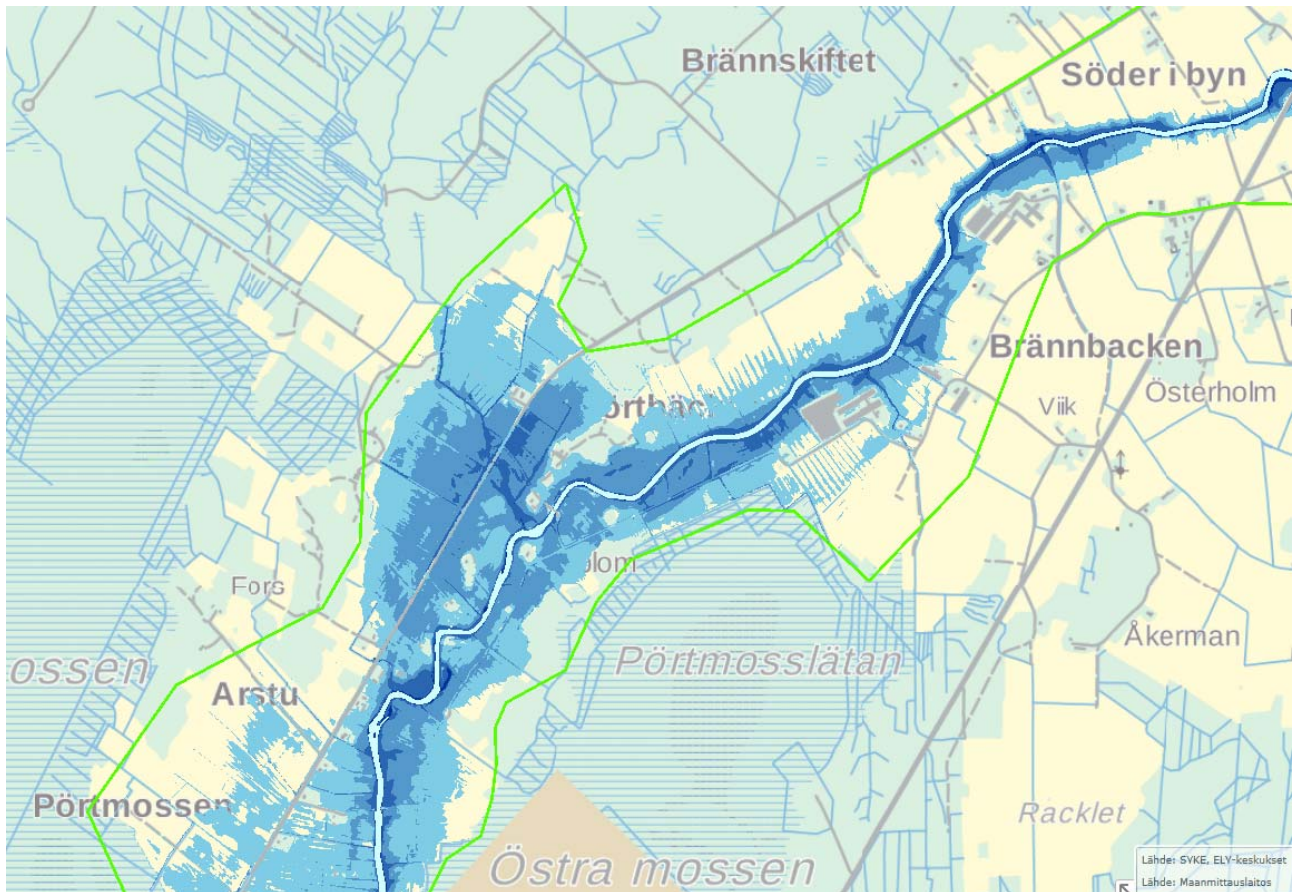 Brännskiftet
Söder i byn
Brännbacken
Österholm
Viik
Fors
Åkerman
ossen
Pörtmosslätan
Arstu
Pörtmossen
Racklet
Östra mossen
Lähde: SYKE, ELY-keskukset
Lähde: Maanmittauslaitos